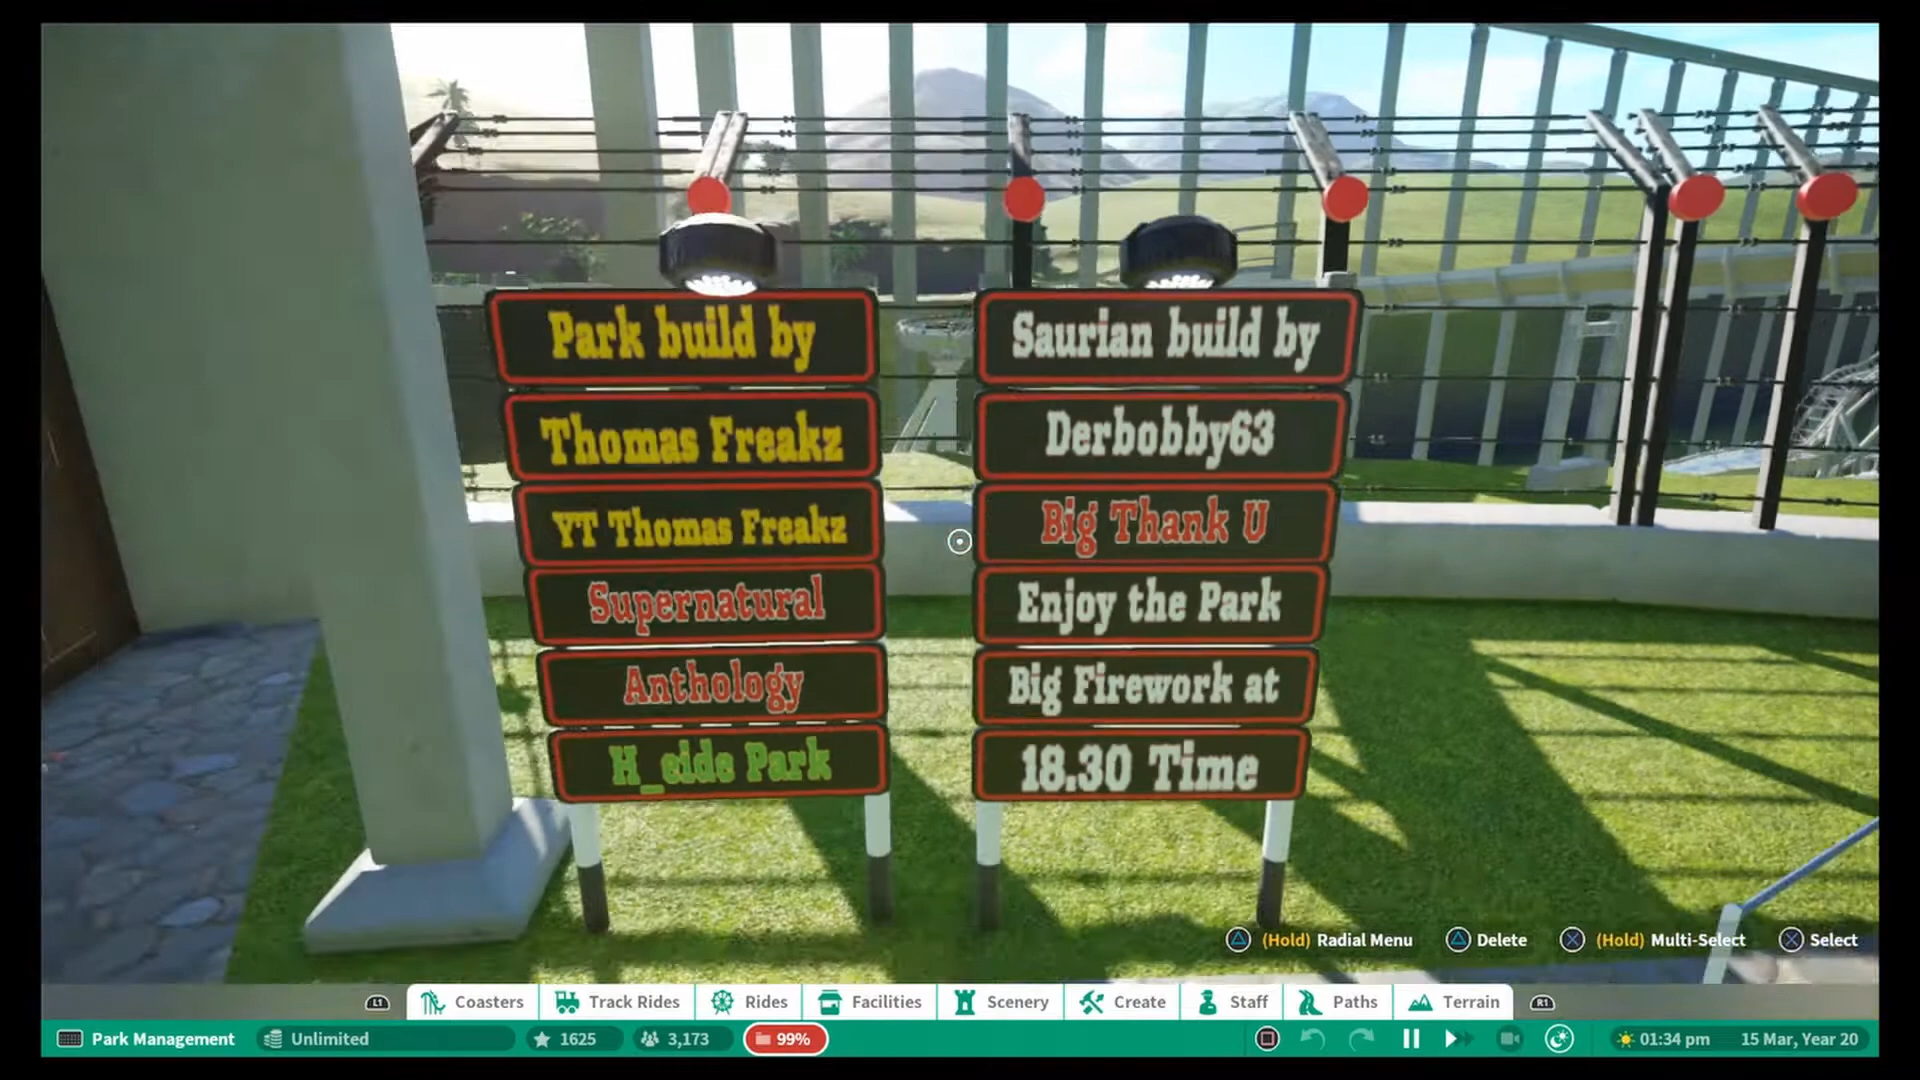 Park build by
Thomas Freakz
YT Thomas Freakz
Supernatural
Anthology
H_eide Park
Saurian build by
Derbobby63
Big Thank U
Enjoy the Park
Big Firework at
18.30 Time
(Hold) Radial Menu
Delete
(Hold) Multi-Select
Select
L1
Coasters
Track Rides
Rides
Facilities
Scenery
Create
Staff
Paths
Terrain
R1
Park Management
Unlimited
1625
3,173
99%
01:34 pm
15 Mar, Year 20